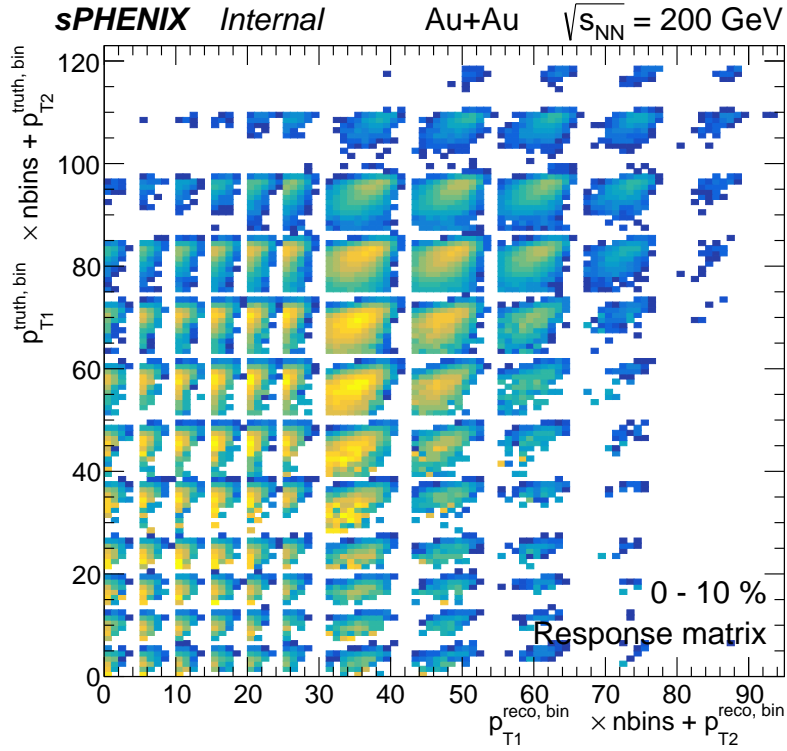 sPHENIX Internal Au+Au √s_NN = 200 GeV
p_T1^truth, bin × nbins + p_T2^truth, bin
120
100
80
60
40
20
0
0 - 10 %
Response matrix
0 10 20 30 40 50 60 70 80 90
p_T1^reco, bin × nbins + p_T2^reco, bin